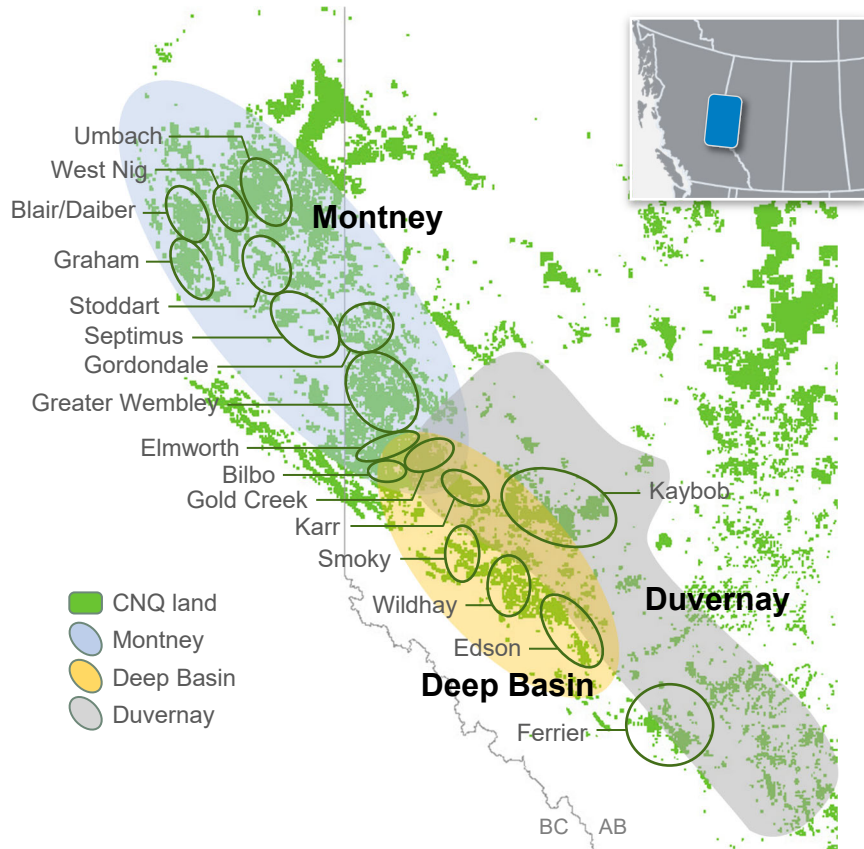 Umbach
West Nig
Blair/Daiber
Montney
Graham
Stoddart
Septimus
Gordondale
Greater Wembley
Elmworth
Bilbo
Gold Creek
Kaybob
Karr
Smoky
Wildhay
Duvernay
Edson
Deep Basin
Ferrier
CNQ land
Montney
Deep Basin
Duvernay
BC AB